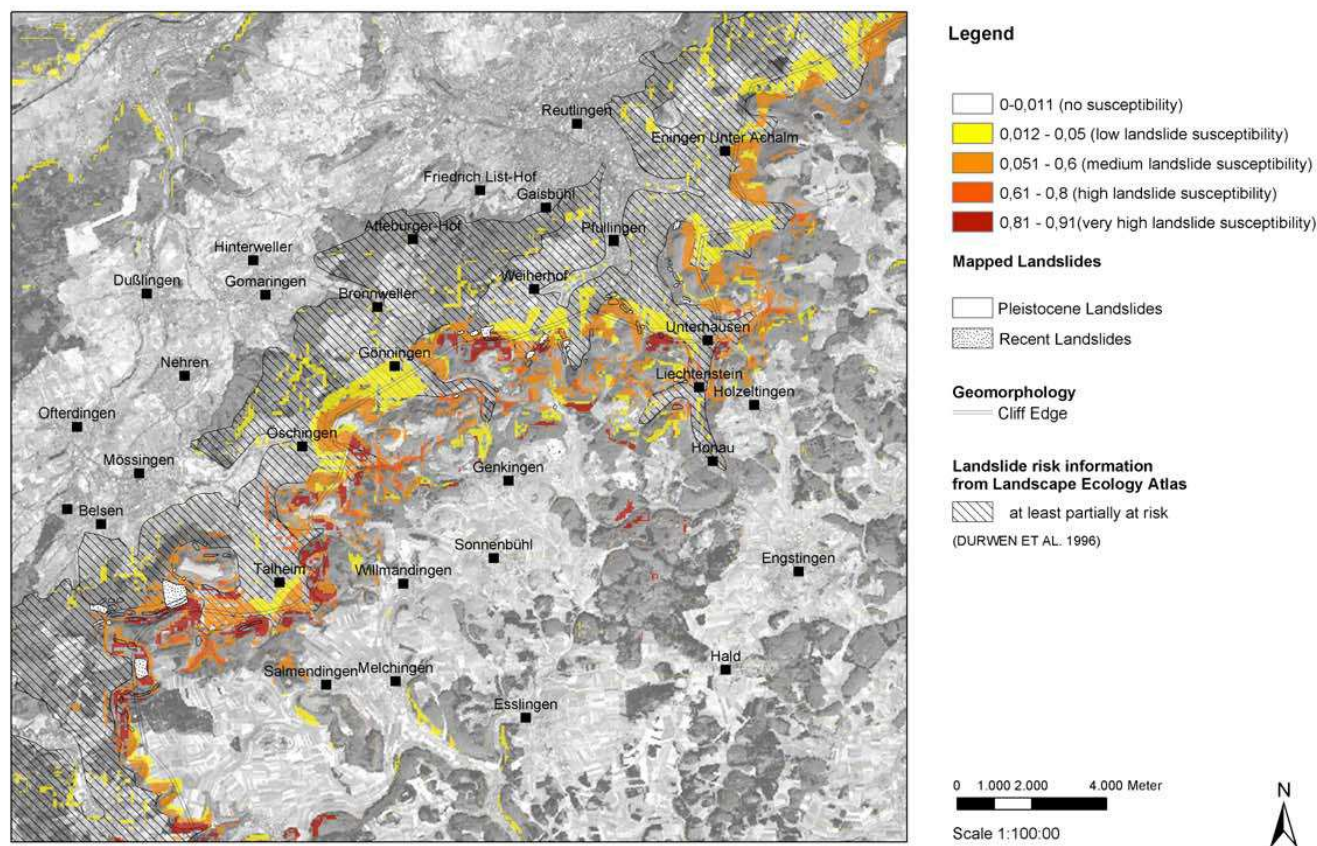 Reutlingen
Eningen Unter Achalm
Friedrich List-Hof
Gaisbühl
Atteburger-Hof
Pfullingen
Hinterweller
Dußlingen
Gomaringen
Weiherhof
Bronnweller
Unterhausen
Gönningen
Nehren
Liechtenstein
Holzeltingen
Ofterdingen
Öschingen
Mössingen
Honau
Genkingen
Belsen
Sonnenbühl
Engstingen
Talheim
Willmandingen
Hald
Salmendingen
Melchingen
Esslingen
Legend
0-0,011 (no susceptibility)
0,012 - 0,05 (low landslide susceptibility)
0,051 - 0,6 (medium landslide susceptibility)
0,61 - 0,8 (high landslide susceptibility)
0,81 - 0,91(very high landslide susceptibility)
Mapped Landslides
Pleistocene Landslides
Recent Landslides
Geomorphology
Cliff Edge
Landslide risk information
from Landscape Ecology Atlas
at least partially at risk
(DURWEN ET AL. 1996)
0 1.000 2.000 4.000 Meter
Scale 1:100:00
N